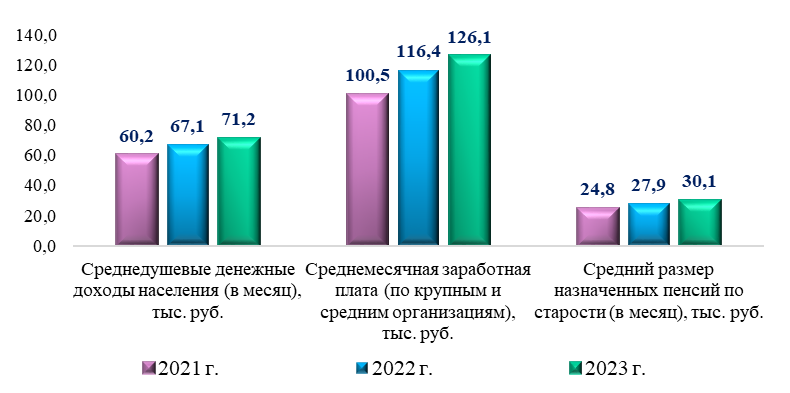 140,0
120,0
100,0
80,0
60,0
40,0
20,0
0,0
60,2
67,1
71,2
100,5
116,4
126,1
24,8
27,9
30,1
Среднедушевые денежные
доходы населения (в месяц),
тыс. руб.
Среднемесячная заработная
плата (по крупным и
средним организациям),
тыс. руб.
Средний размер
назначенных пенсий по
старости (в месяц), тыс. руб.
2021 г.
2022 г.
2023 г.